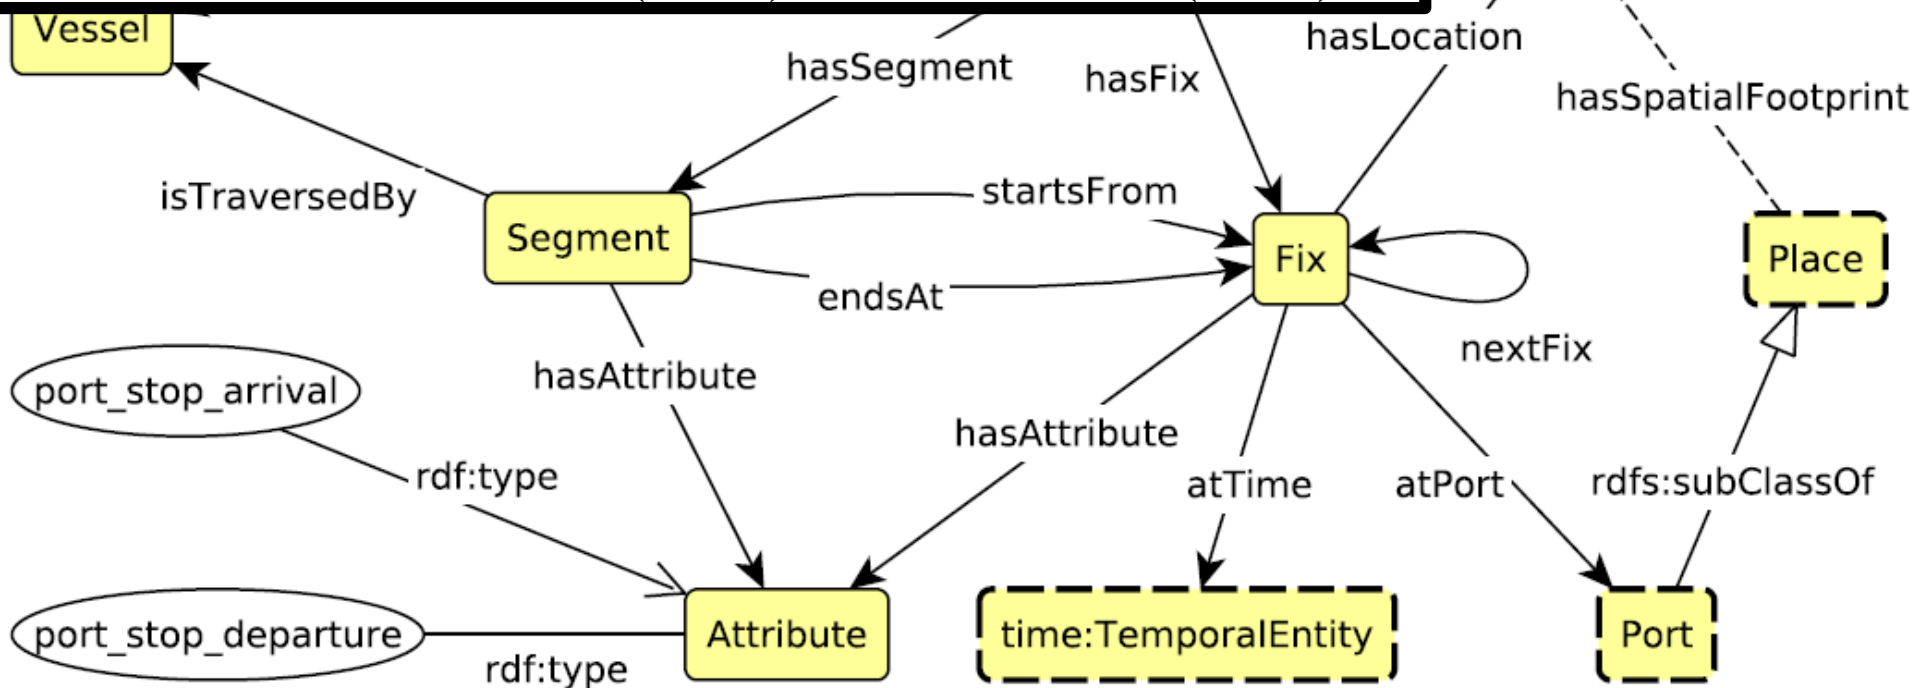 Vessel
hasLocation
hasSegment
hasFix
hasSpatialFootprint
isTraversedBy
startsFrom
Segment
Fix
Place
endsAt
nextFix
hasAttribute
port_stop_arrival
hasAttribute
rdf:type
atTime
atPort
rdfs:subClassOf
port_stop_departure
Attribute
time:TemporalEntity
Port
rdf:type